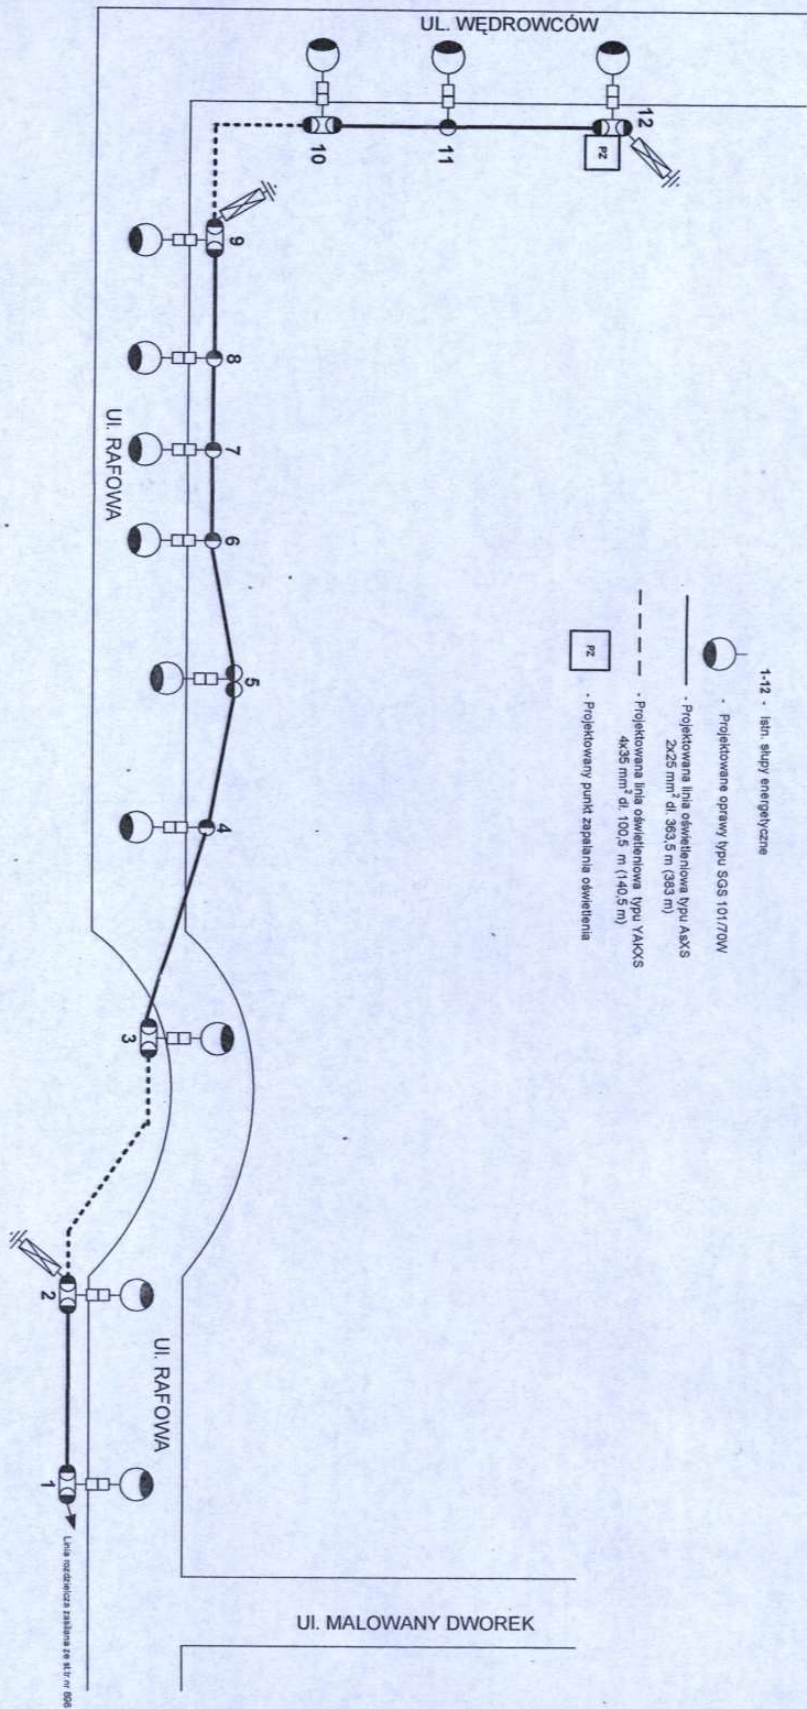 UL. WĘDROWCÓW
12
PZ
11
10
9
8
7
6
5
4
3
2
1
Ul. RAFOWA
Ul. RAFOWA
Ul. MALOWANY DWOREK
Linia rozdzielcza zasilana ze st.tr nr
1-12 - Istn. słupy energetyczne
- Projektowane oprawy typu SGS 101/70W
- Projektowana linia oświetleniowa typu AsXS
2x25 mm² dł. 363,5 m (383 m)
- Projektowana linia oświetleniowa typu YAKXS
4x35 mm² dł. 100,5 m (140,5 m)
PZ
- Projektowany punkt zapalania oświetlenia